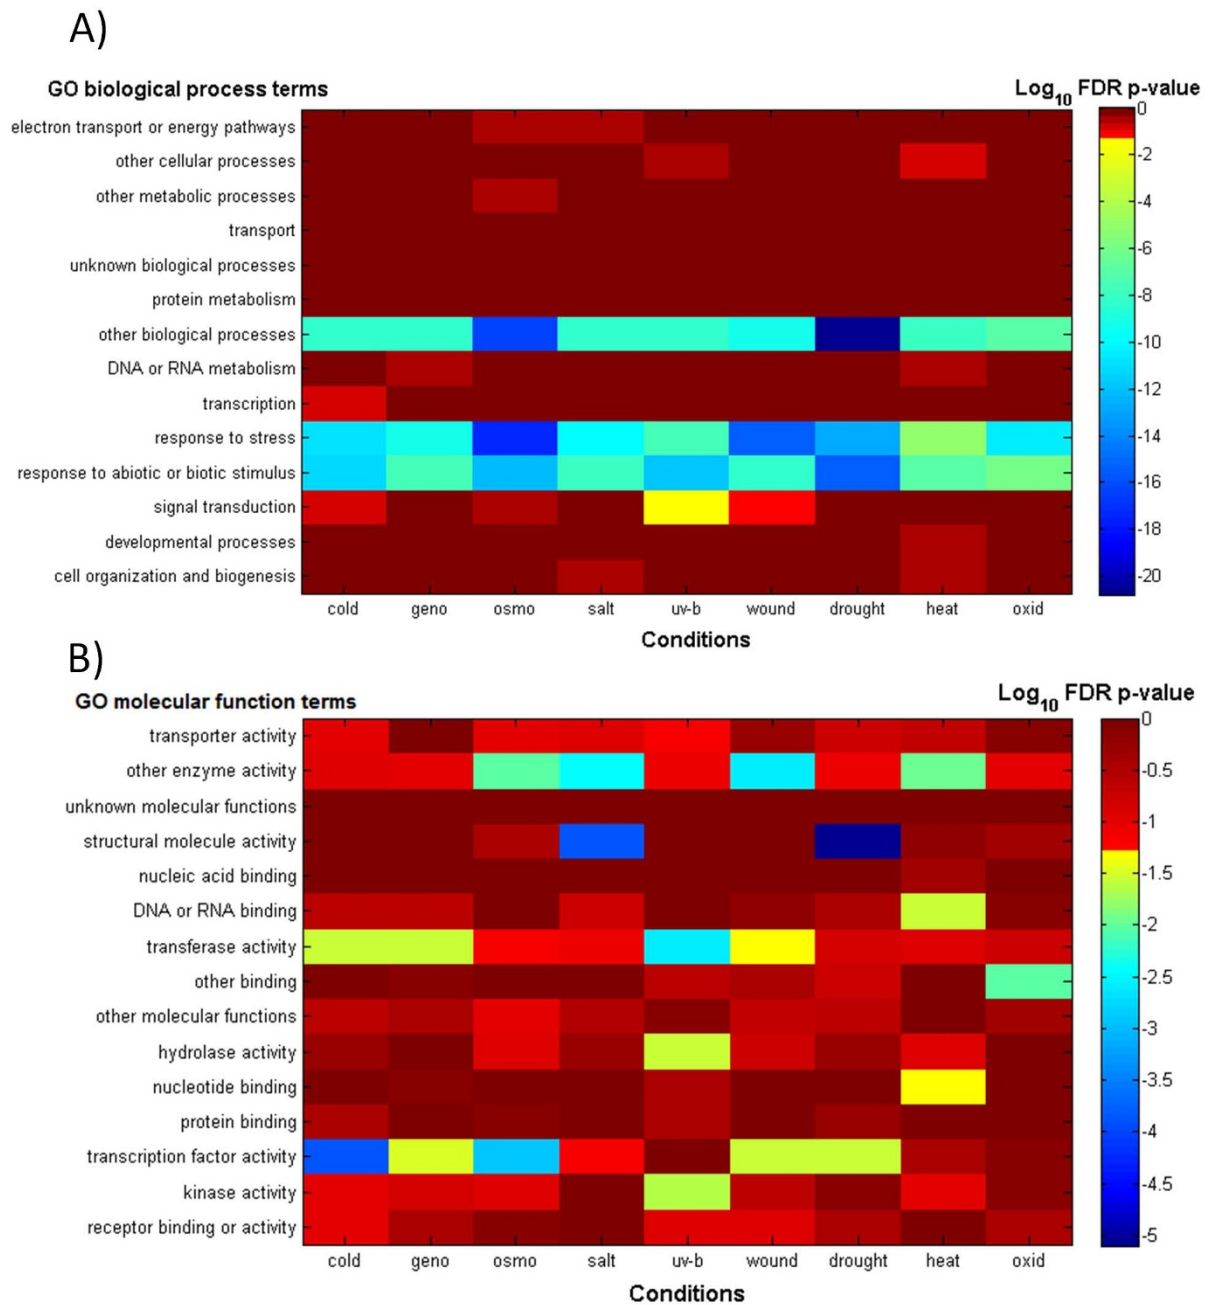 A)
GO biological process terms
Log10 FDR p-value
electron transport or energy pathways
other cellular processes
other metabolic processes
transport
unknown biological processes
protein metabolism
other biological processes
DNA or RNA metabolism
transcription
response to stress
response to abiotic or biotic stimulus
signal transduction
developmental processes
cell organization and biogenesis
0
-2
-4
-6
-8
-10
-12
-14
-16
-18
-20
cold geno osmo salt uv-b wound drought heat oxid
Conditions
B)
GO molecular function terms
Log10 FDR p-value
transporter activity
other enzyme activity
unknown molecular functions
structural molecule activity
nucleic acid binding
DNA or RNA binding
transferase activity
other binding
other molecular functions
hydrolase activity
nucleotide binding
protein binding
transcription factor activity
kinase activity
receptor binding or activity
0
-0.5
-1
-1.5
-2
-2.5
-3
-3.5
-4
-4.5
-5
cold geno osmo salt uv-b wound drought heat oxid
Conditions